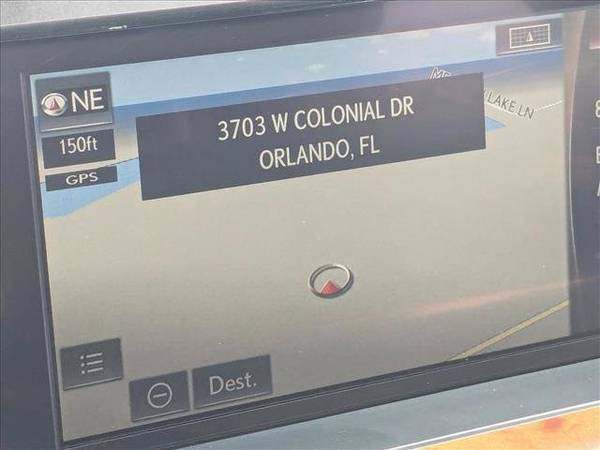 NE
3703 W COLONIAL DR
ORLANDO, FL
LAKE LN
150ft
GPS
Dest.